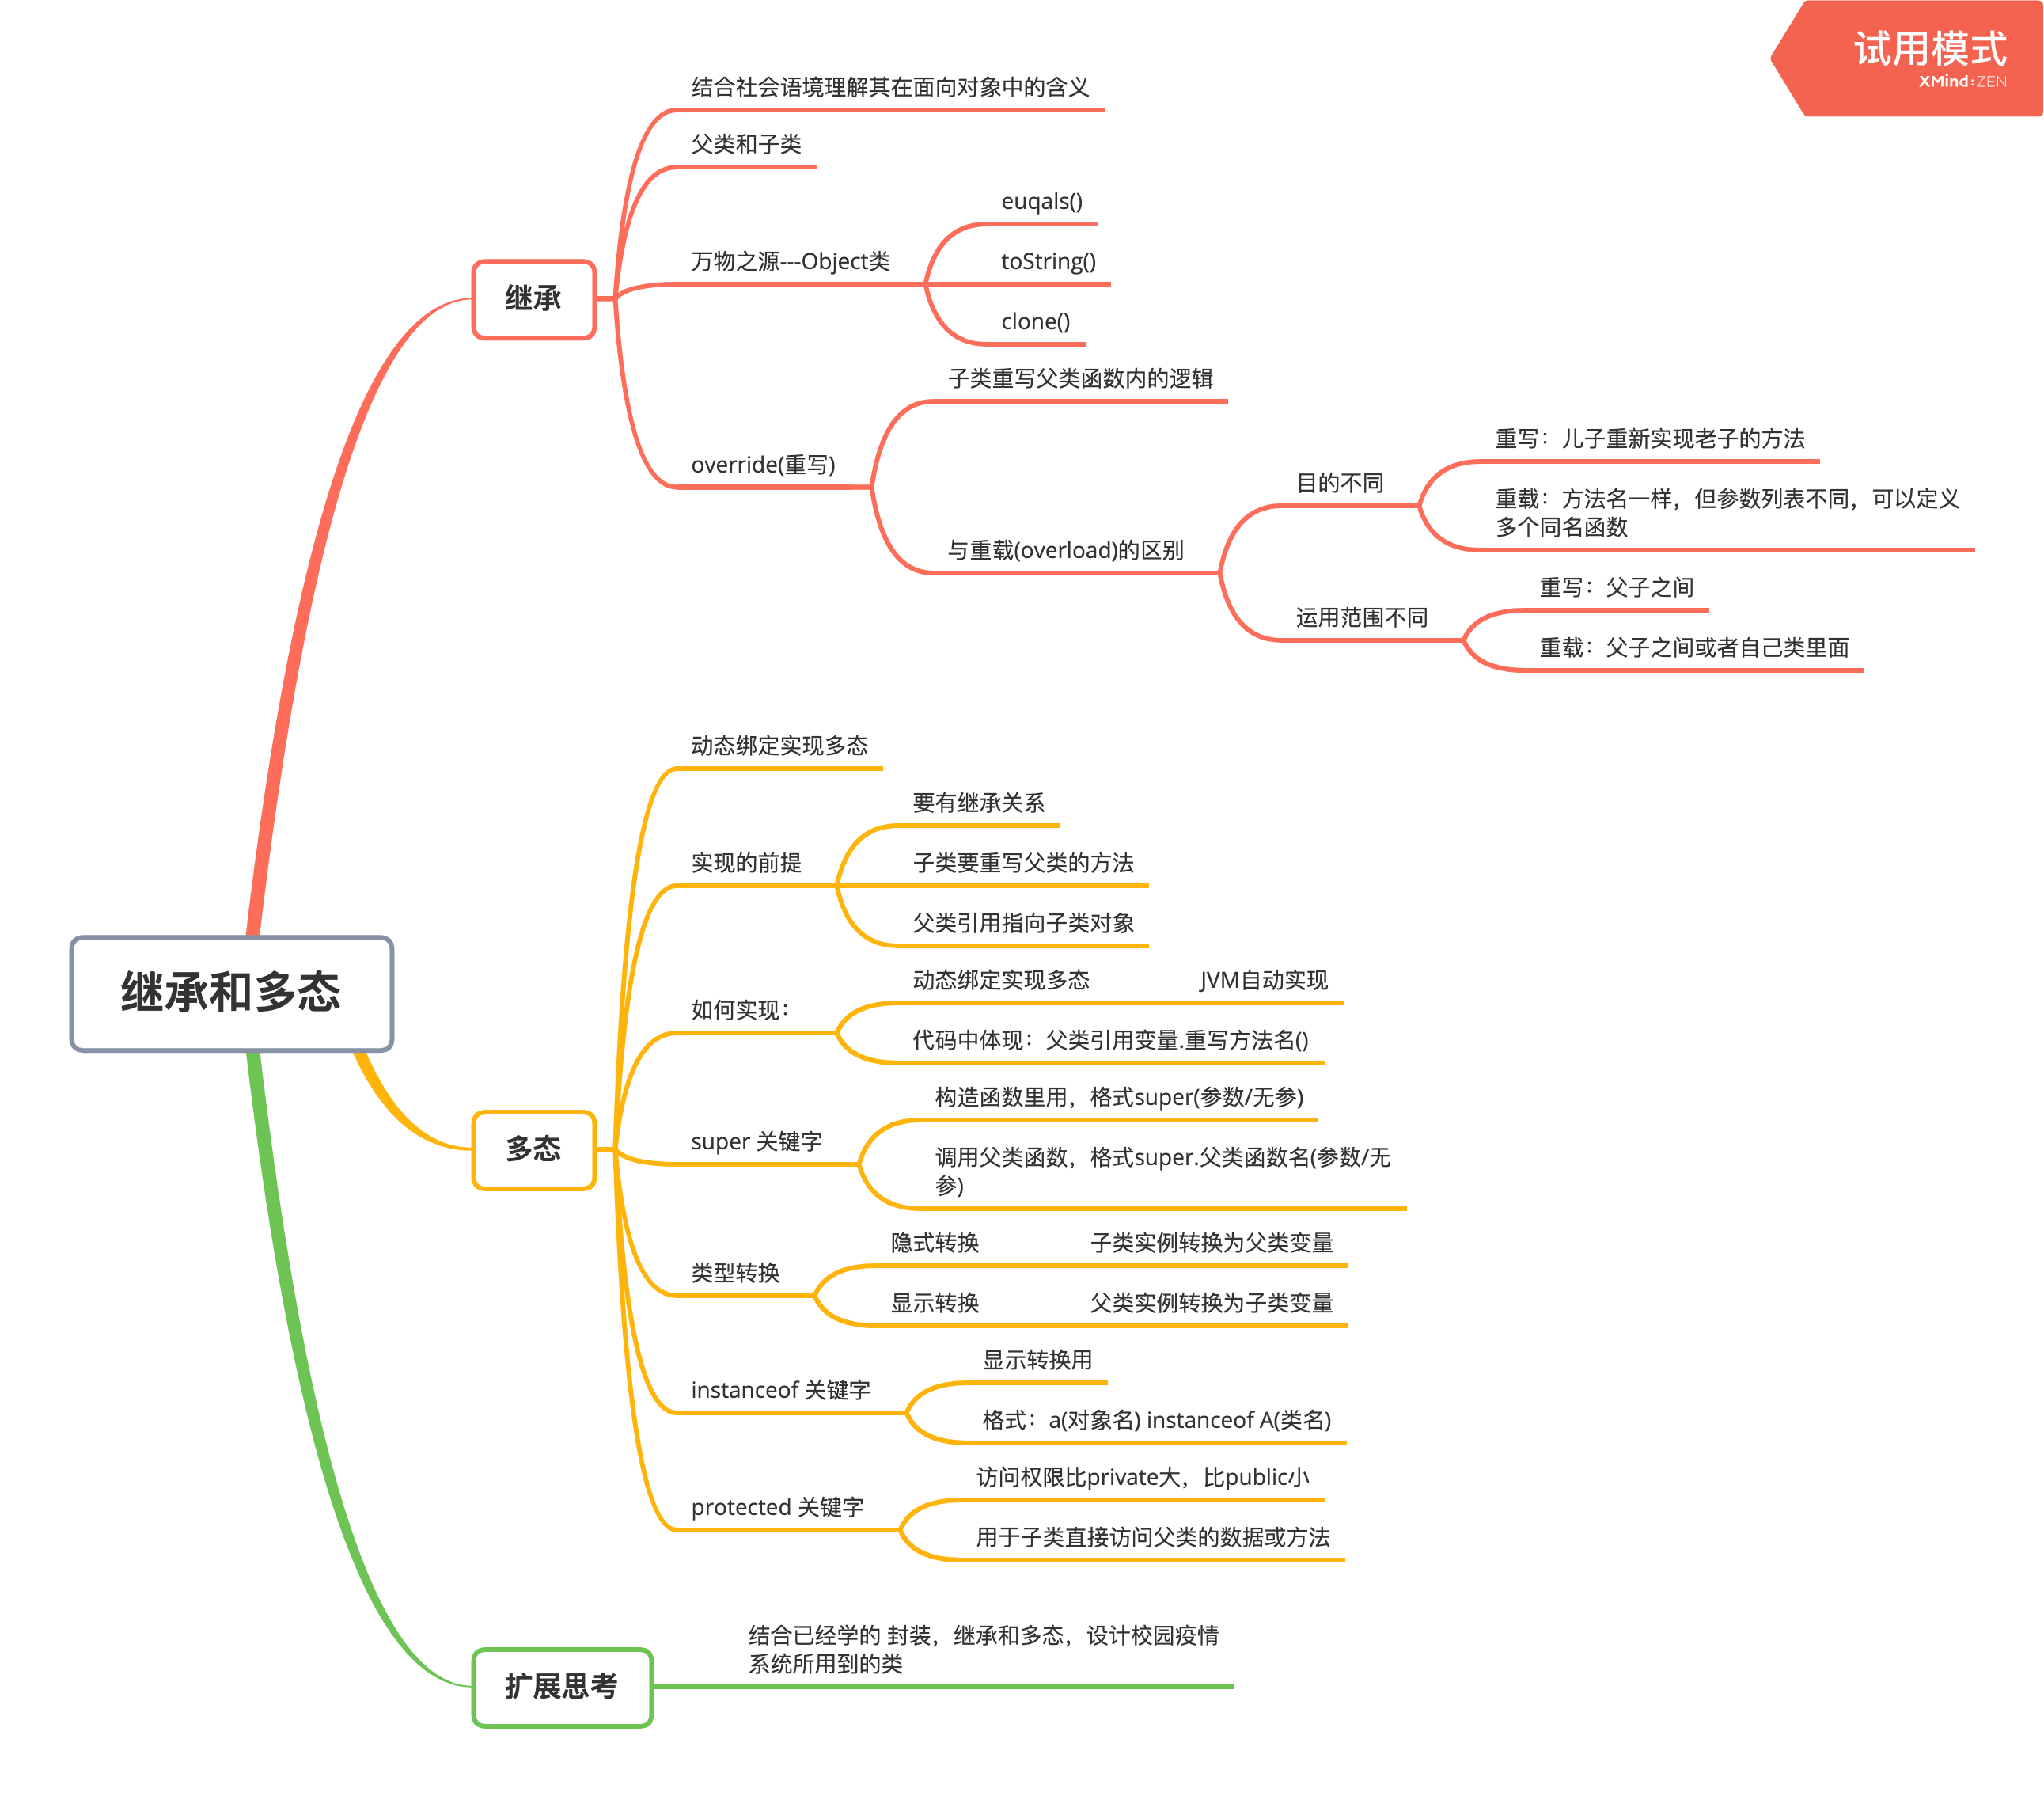 试用模式
XMind:ZEN
结合社会语境理解其在面向对象中的含义
父类和子类
euqals()
万物之源---Object类
toString()
clone()
继承
子类重写父类函数内的逻辑
override(重写)
重写：儿子重新实现老子的方法
目的不同
重载：方法名一样，但参数列表不同，可以定义
多个同名函数
与重载(overload)的区别
重写：父子之间
运用范围不同
重载：父子之间或者自己类里面
动态绑定实现多态
要有继承关系
实现的前提
子类要重写父类的方法
父类引用指向子类对象
继承和多态
动态绑定实现多态
JVM自动实现
如何实现：
代码中体现：父类引用变量.重写方法名()
构造函数里用，格式super(参数/无参)
super 关键字
调用父类函数，格式super.父类函数名(参数/无
参)
多态
隐式转换
子类实例转换为父类变量
类型转换
显示转换
父类实例转换为子类变量
显示转换用
instanceof 关键字
格式：a(对象名) instanceof A(类名)
访问权限比private大，比public小
protected 关键字
用于子类直接访问父类的数据或方法
结合已经学的 封装，继承和多态，设计校园疫情
系统所用到的类
扩展思考